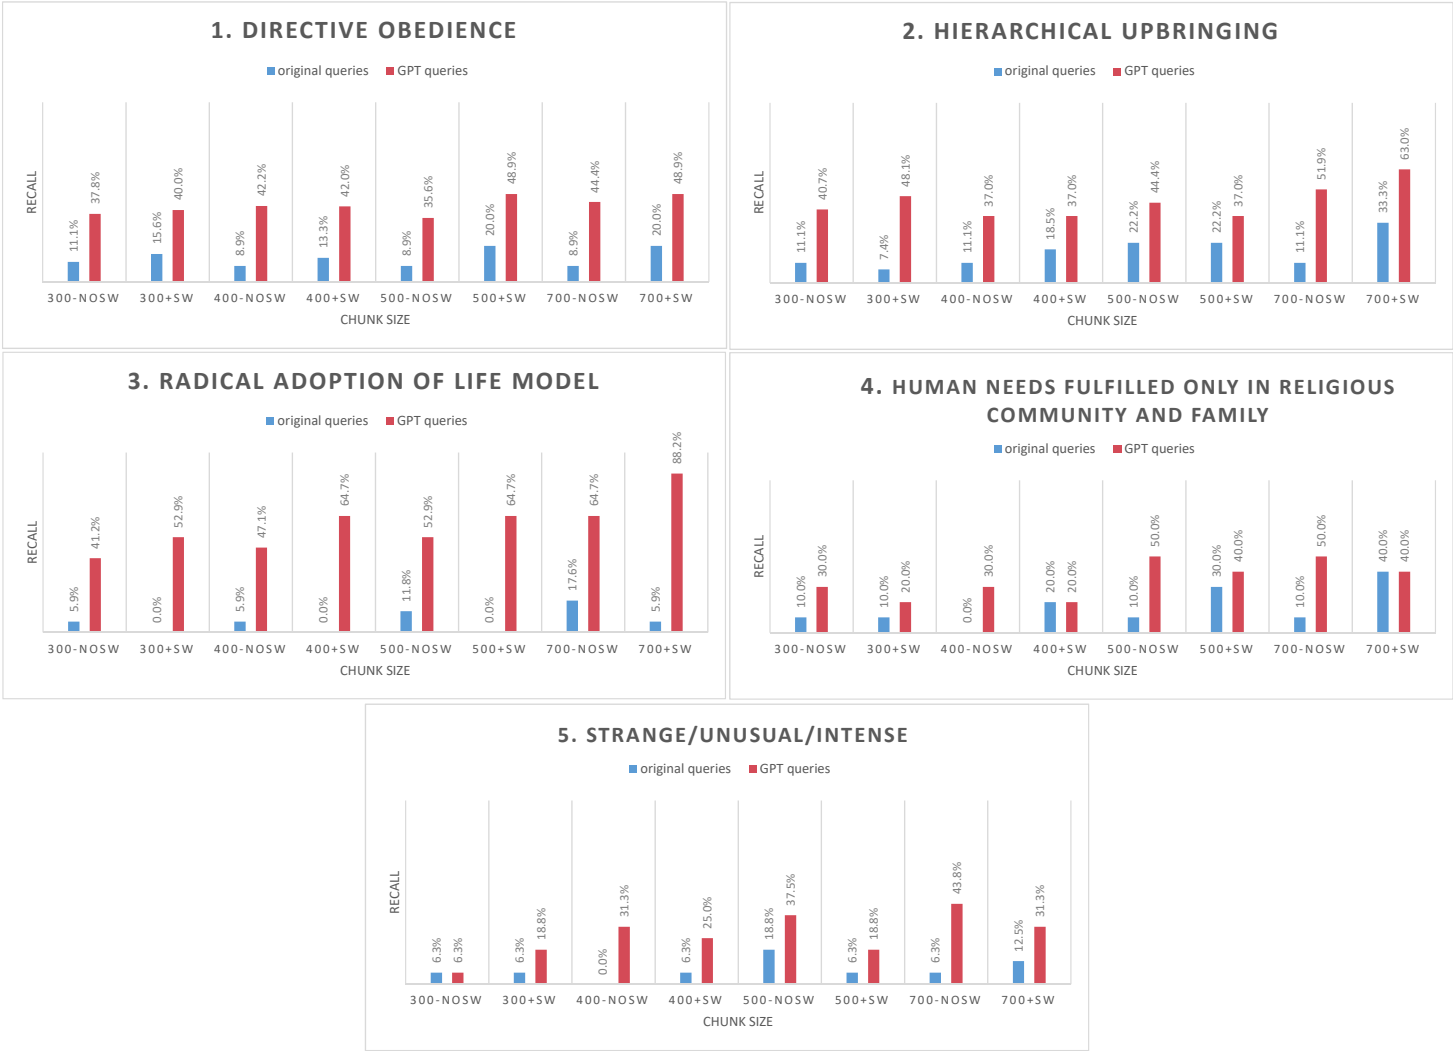 1. DIRECTIVE OBEDIENCE
original queries GPT queries
RECALL
11.1% 37.8% 15.6% 40.0% 8.9% 42.2% 13.3% 42.0% 8.9% 35.6% 20.0% 48.9% 8.9% 44.4% 20.0% 48.9%
300-NOSW 300+SW 400-NOSW 400+SW 500-NOSW 500+SW 700-NOSW 700+SW
CHUNK SIZE
2. HIERARCHICAL UPBRINGING
original queries GPT queries
RECALL
11.1% 40.7% 7.4% 48.1% 11.1% 37.0% 18.5% 37.0% 22.2% 44.4% 22.2% 37.0% 11.1% 51.9% 33.3% 63.0%
300-NOSW 300+SW 400-NOSW 400+SW 500-NOSW 500+SW 700-NOSW 700+SW
CHUNK SIZE
3. RADICAL ADOPTION OF LIFE MODEL
original queries GPT queries
RECALL
5.9% 41.2% 0.0% 52.9% 5.9% 47.1% 0.0% 64.7% 11.8% 52.9% 0.0% 64.7% 17.6% 64.7% 5.9% 88.2%
300-NOSW 300+SW 400-NOSW 400+SW 500-NOSW 500+SW 700-NOSW 700+SW
CHUNK SIZE
4. HUMAN NEEDS FULFILLED ONLY IN RELIGIOUS
COMMUNITY AND FAMILY
original queries GPT queries
RECALL
10.0% 30.0% 10.0% 20.0% 0.0% 30.0% 20.0% 20.0% 10.0% 50.0% 30.0% 40.0% 10.0% 50.0% 40.0% 40.0%
300-NOSW 300+SW 400-NOSW 400+SW 500-NOSW 500+SW 700-NOSW 700+SW
CHUNK SIZE
5. STRANGE/UNUSUAL/INTENSE
original queries GPT queries
RECALL
6.3% 6.3% 6.3% 18.8% 0.0% 31.3% 6.3% 25.0% 18.8% 37.5% 6.3% 18.8% 6.3% 43.8% 12.5% 31.3%
300-NOSW 300+SW 400-NOSW 400+SW 500-NOSW 500+SW 700-NOSW 700+SW
CHUNK SIZE